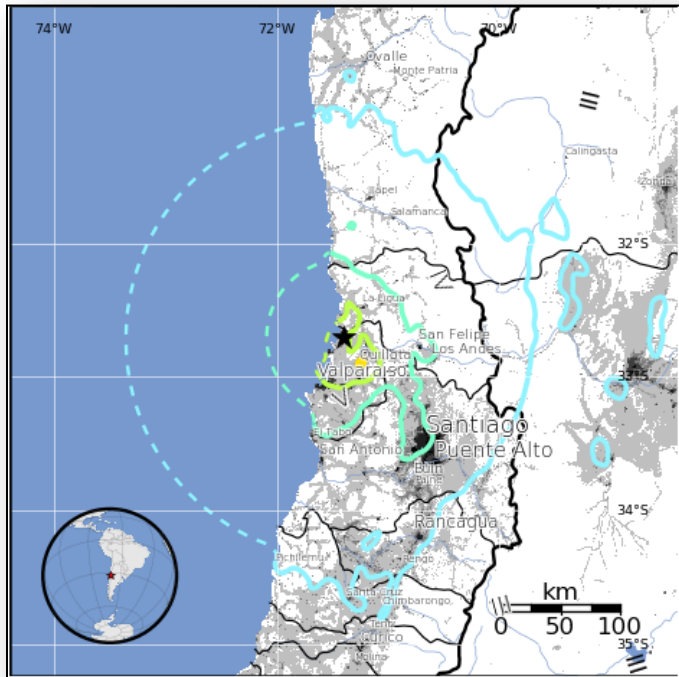 74°W
72°W
70°W
Ovalle
Monte Patria
Calingasta
Zonda
Illapel
Salamanca
32°S
La Ligua
San Felipe
Quillota
Los Andes
Valparaíso
33°S
Santiago
El Tabo
San Antonio
Puente Alto
Buin
Paine
34°S
Rancagua
Pichilemu
Rengo
Santa Cruz
Chimbarongo
km
0 50 100
Teno
Curicó
35°S
Molina